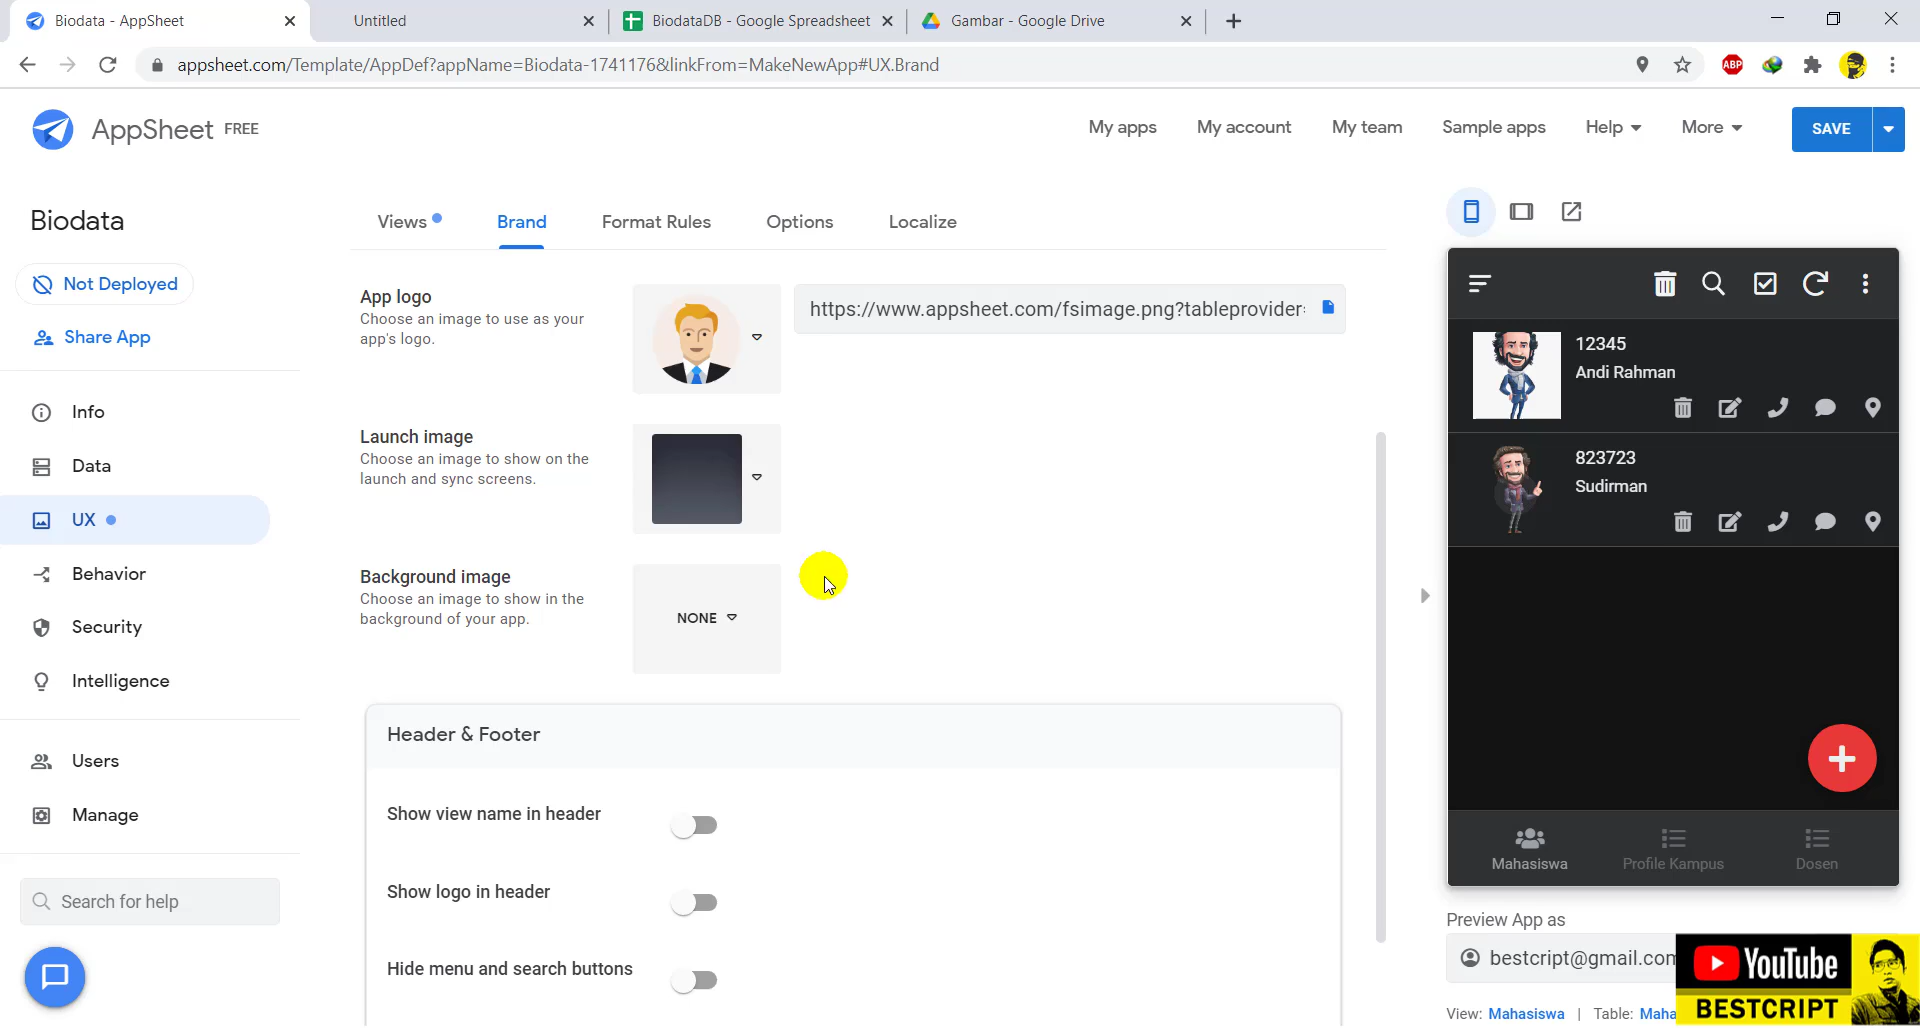 Biodata - AppSheet
Untitled
BiodataDB - Google Spreadsheet
Gambar - Google Drive
appsheet.com/Template/AppDef?appName=Biodata-1741176&linkFrom=MakeNewApp#UX.Brand
ABP
AppSheet FREE
My apps
My account
My team
Sample apps
Help
More
SAVE
Biodata
Not Deployed
Share App
Info
Data
UX
Behavior
Security
Intelligence
Users
Manage
Search for help
Views
Brand
Format Rules
Options
Localize
App logo
Choose an image to use as your
app's logo.
https://www.appsheet.com/fsimage.png?tableprovider
Launch image
Choose an image to show on the
launch and sync screens.
Background image
Choose an image to show in the
background of your app.
NONE
Header & Footer
Show view name in header
Show logo in header
Hide menu and search buttons
12345
Andi Rahman
823723
Sudirman
Mahasiswa
Profile Kampus
Dosen
Preview App as
bestcript@gmail.com
View: Mahasiswa | Table: Maha
YouTube
BESTCRIPT